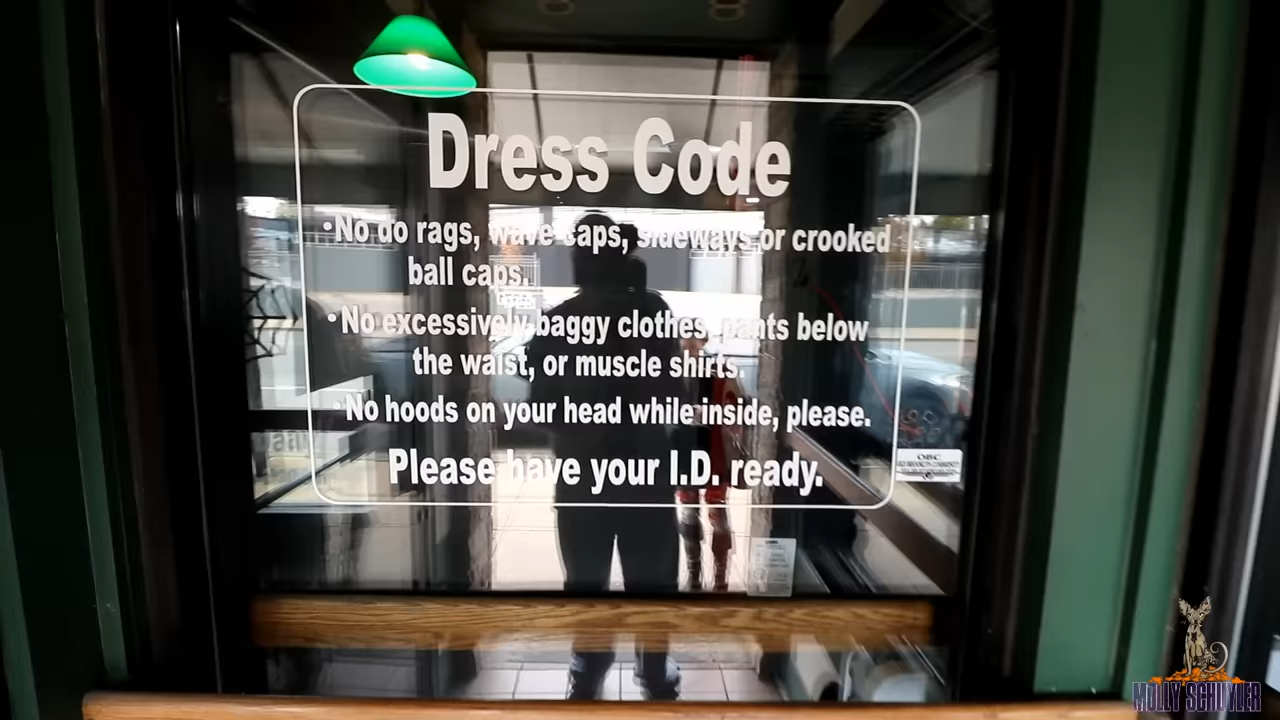 Dress Code
•No do rags, wave caps, sideways or crooked
ball caps.
•No excessively baggy clothes, pants below
the waist, or muscle shirts.
•No hoods on your head while inside, please.
Please have your I.D. ready.
OBC
MOLLY SCHUYLER